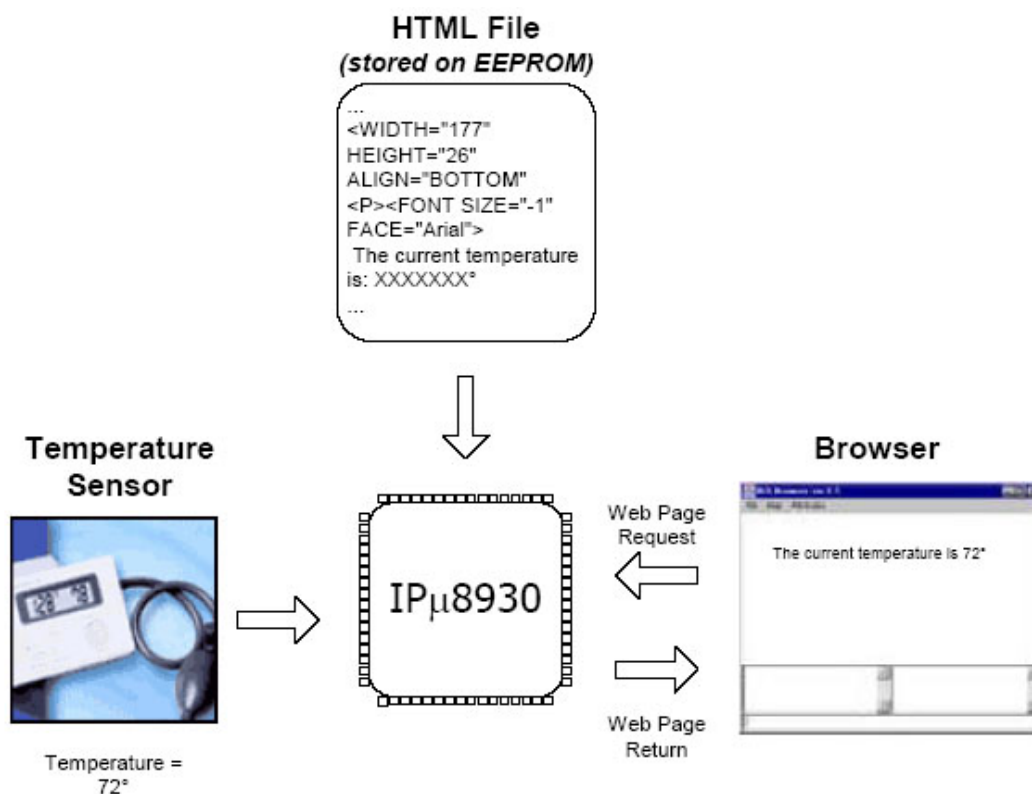 HTML File
(stored on EEPROM)
...
<WIDTH="177"
HEIGHT="26"
ALIGN="BOTTOM"
<P><FONT SIZE="-1"
FACE="Arial">
The current temperature
is: XXXXXXX°
...
Temperature
Sensor
Temperature =
72°
IPµ8930
Web Page
Request
Web Page
Return
Browser
The current temperature is 72°